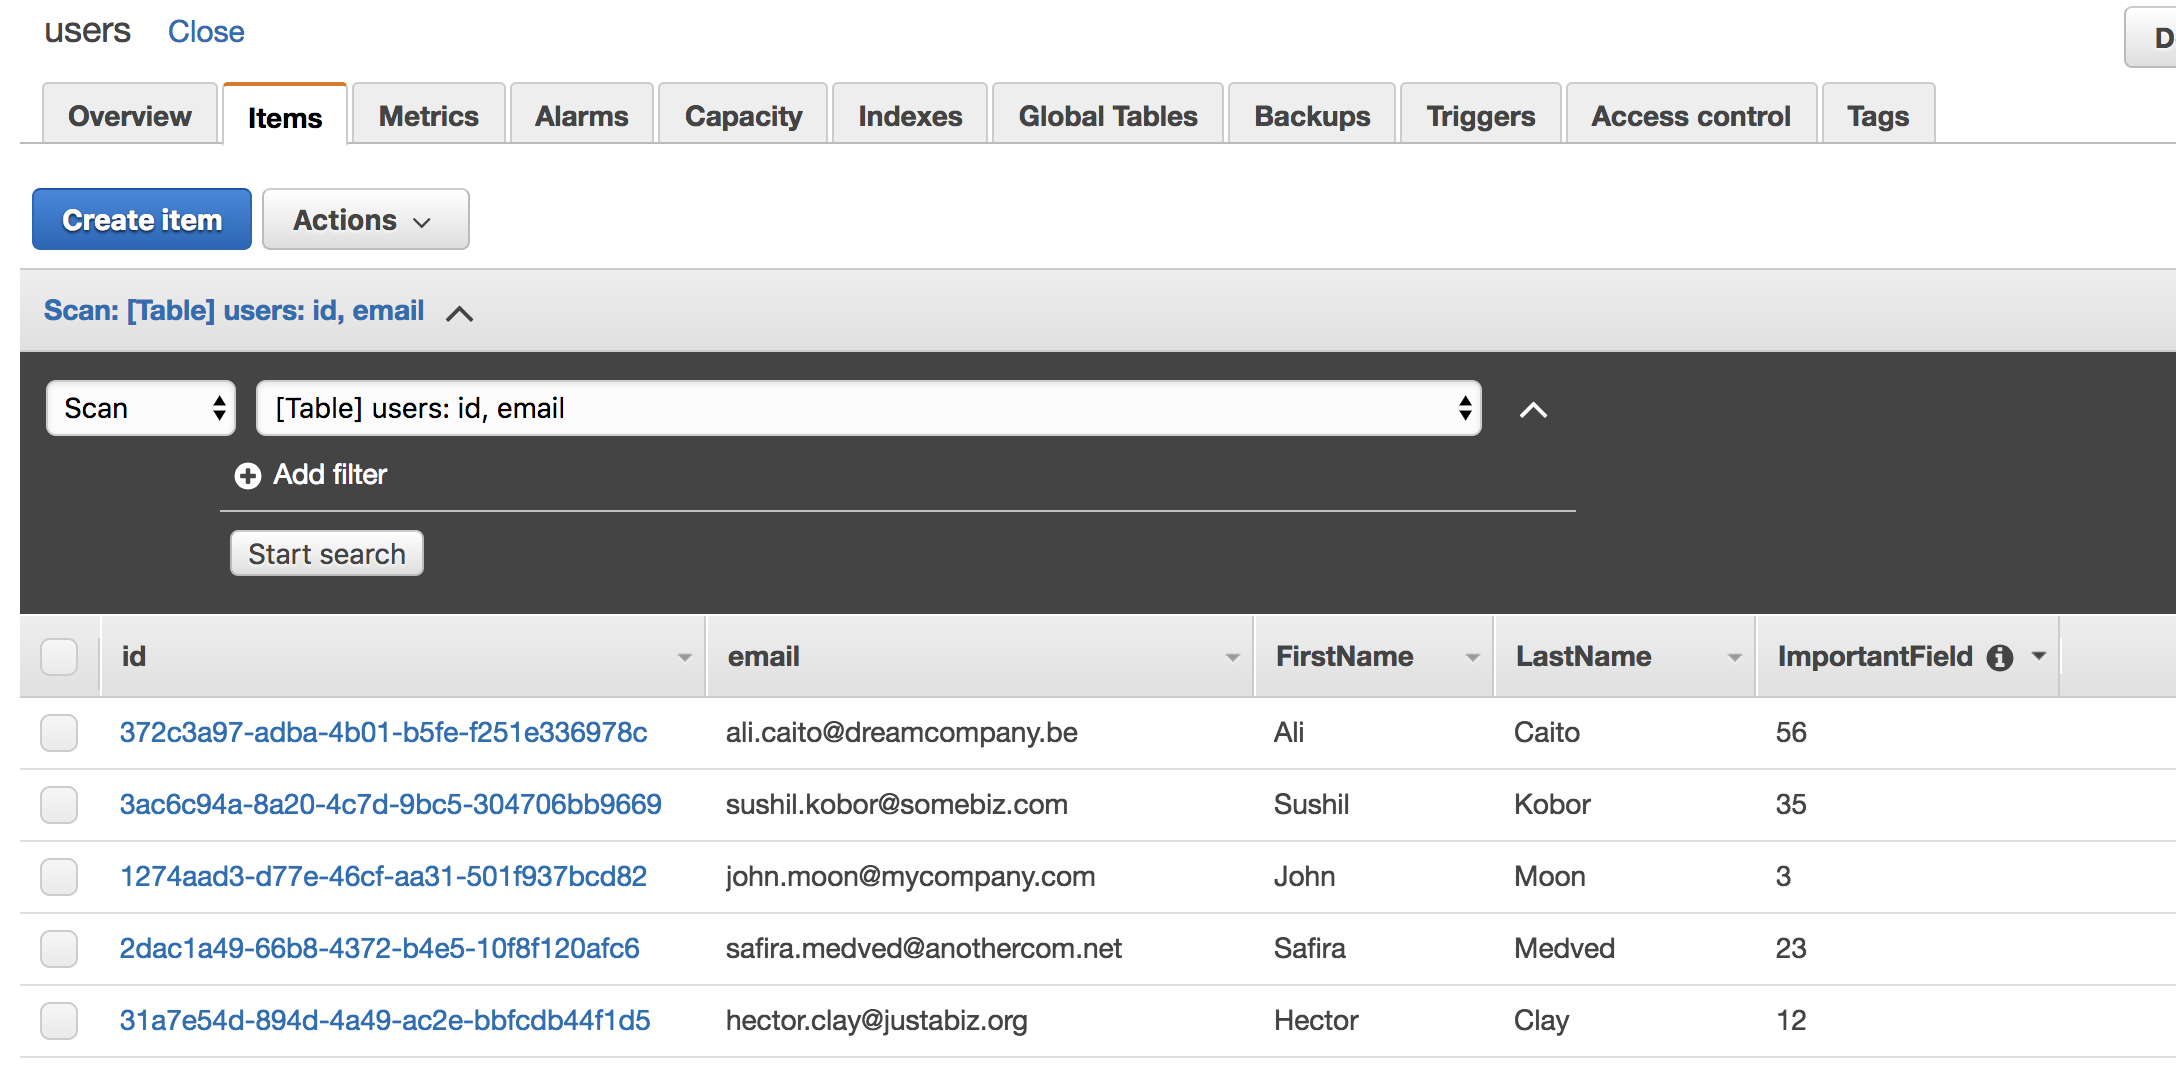 users Close
D
Overview Items Metrics Alarms Capacity Indexes Global Tables Backups Triggers Access control Tags
Create item Actions
Scan: [Table] users: id, email
Scan [Table] users: id, email
Add filter
Start search
id email FirstName LastName ImportantField
372c3a97-adba-4b01-b5fe-f251e336978c ali.caito@dreamcompany.be Ali Caito 56
3ac6c94a-8a20-4c7d-9bc5-304706bb9669 sushil.kobor@somebiz.com Sushil Kobor 35
1274aad3-d77e-46cf-aa31-501f937bcd82 john.moon@mycompany.com John Moon 3
2dac1a49-66b8-4372-b4e5-10f8f120afc6 safira.medved@anothercom.net Safira Medved 23
31a7e54d-894d-4a49-ac2e-bbfcdb44f1d5 hector.clay@justabiz.org Hector Clay 12